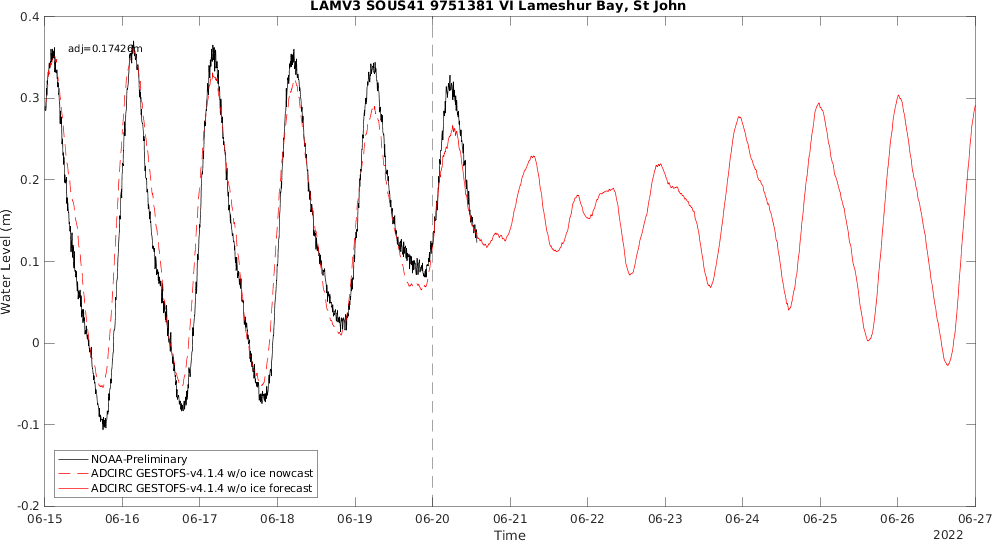 LAMV3 SOUS41 9751381 VI Lameshur Bay, St John
adj=0.17426m
0.4
0.3
0.2
0.1
0
-0.1
-0.2
Water Level (m)
NOAA-Preliminary
ADCIRC GESTOFS-v4.1.4 w/o ice nowcast
ADCIRC GESTOFS-v4.1.4 w/o ice forecast
06-15 06-16 06-17 06-18 06-19 06-20 06-21 06-22 06-23 06-24 06-25 06-26 06-27
Time
2022